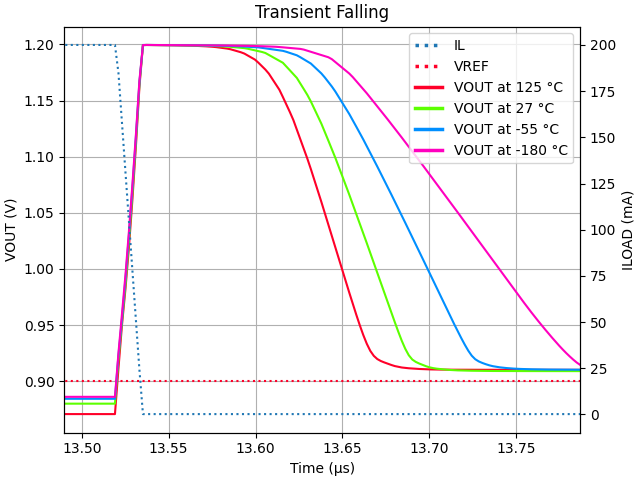 Transient Falling
1.20
1.15
1.10
1.05
1.00
0.95
0.90
VOUT (V)
IL
VREF
VOUT at 125 °C
VOUT at 27 °C
VOUT at -55 °C
VOUT at -180 °C
200
175
150
125
100
75
50
25
0
ILOAD (mA)
13.50 13.55 13.60 13.65 13.70 13.75
Time (µs)